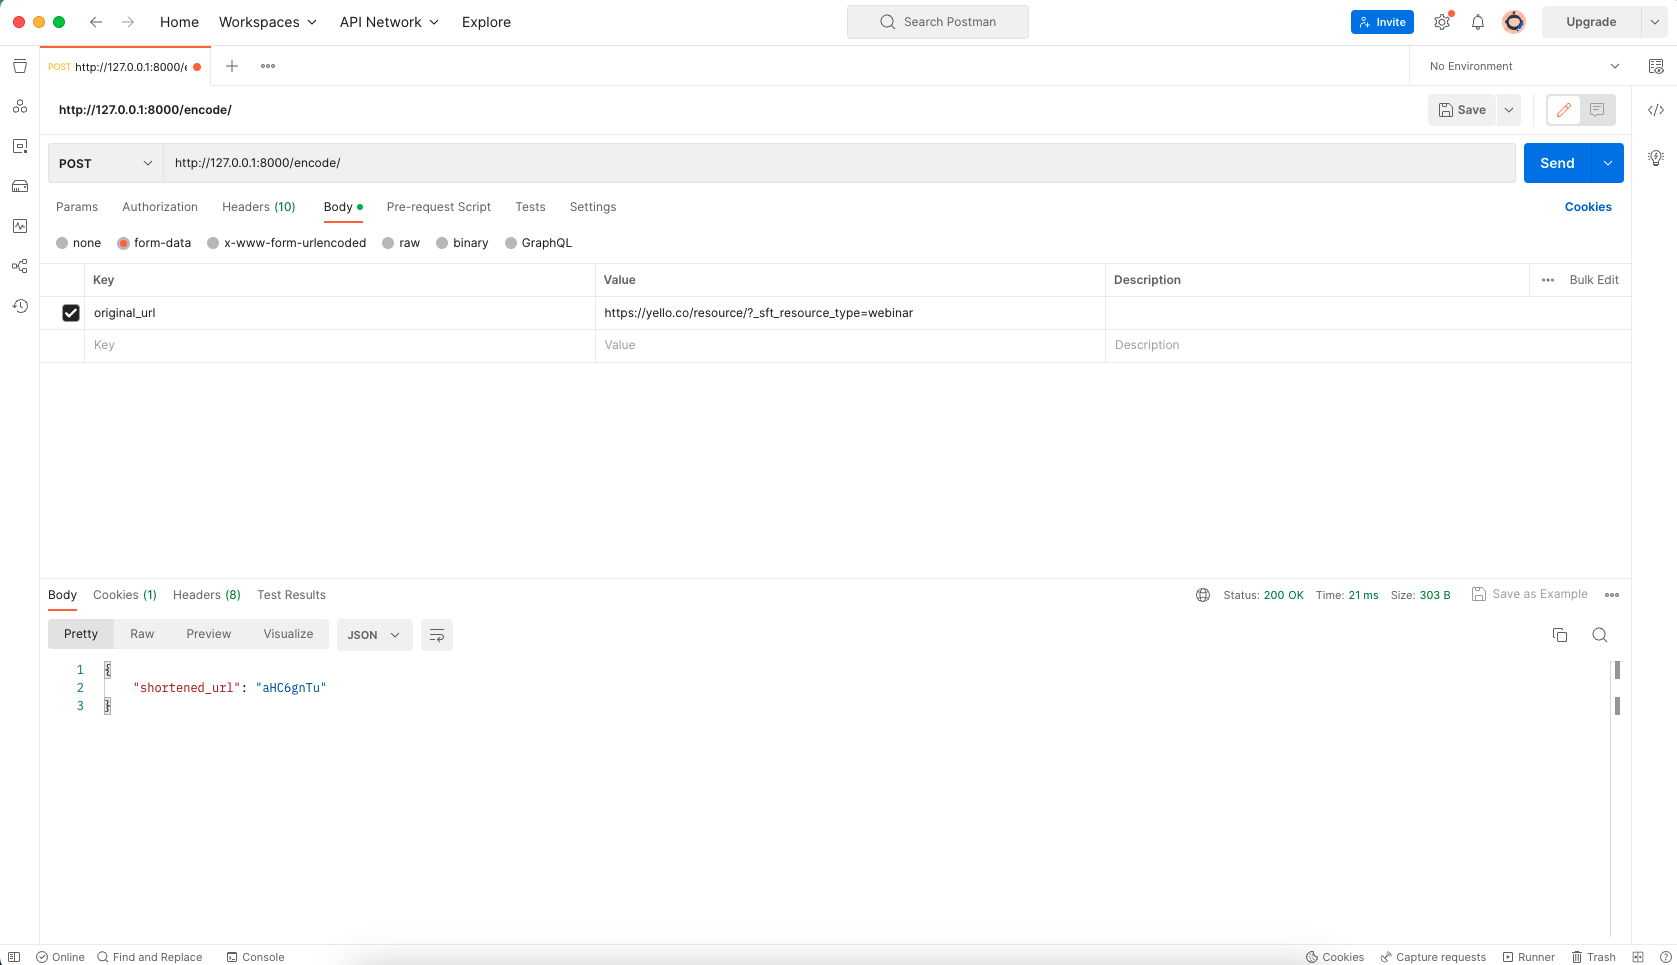 Home Workspaces API Network Explore Search Postman Invite Upgrade
POST http://127.0.0.1:8000/e No Environment
http://127.0.0.1:8000/encode/ Save
POST http://127.0.0.1:8000/encode/ Send
Params Authorization Headers (10) Body Pre-request Script Tests Settings Cookies
none form-data x-www-form-urlencoded raw binary GraphQL
Key Value Description Bulk Edit
original_url https://yello.co/resource/?_sft_resource_type=webinar
Key Value Description
Body Cookies (1) Headers (8) Test Results Status: 200 OK Time: 21 ms Size: 303 B Save as Example
Pretty Raw Preview Visualize JSON
1 {
2 "shortened_url": "aHC6gnTu"
3 }
Online Find and Replace Console Cookies Capture requests Runner Trash